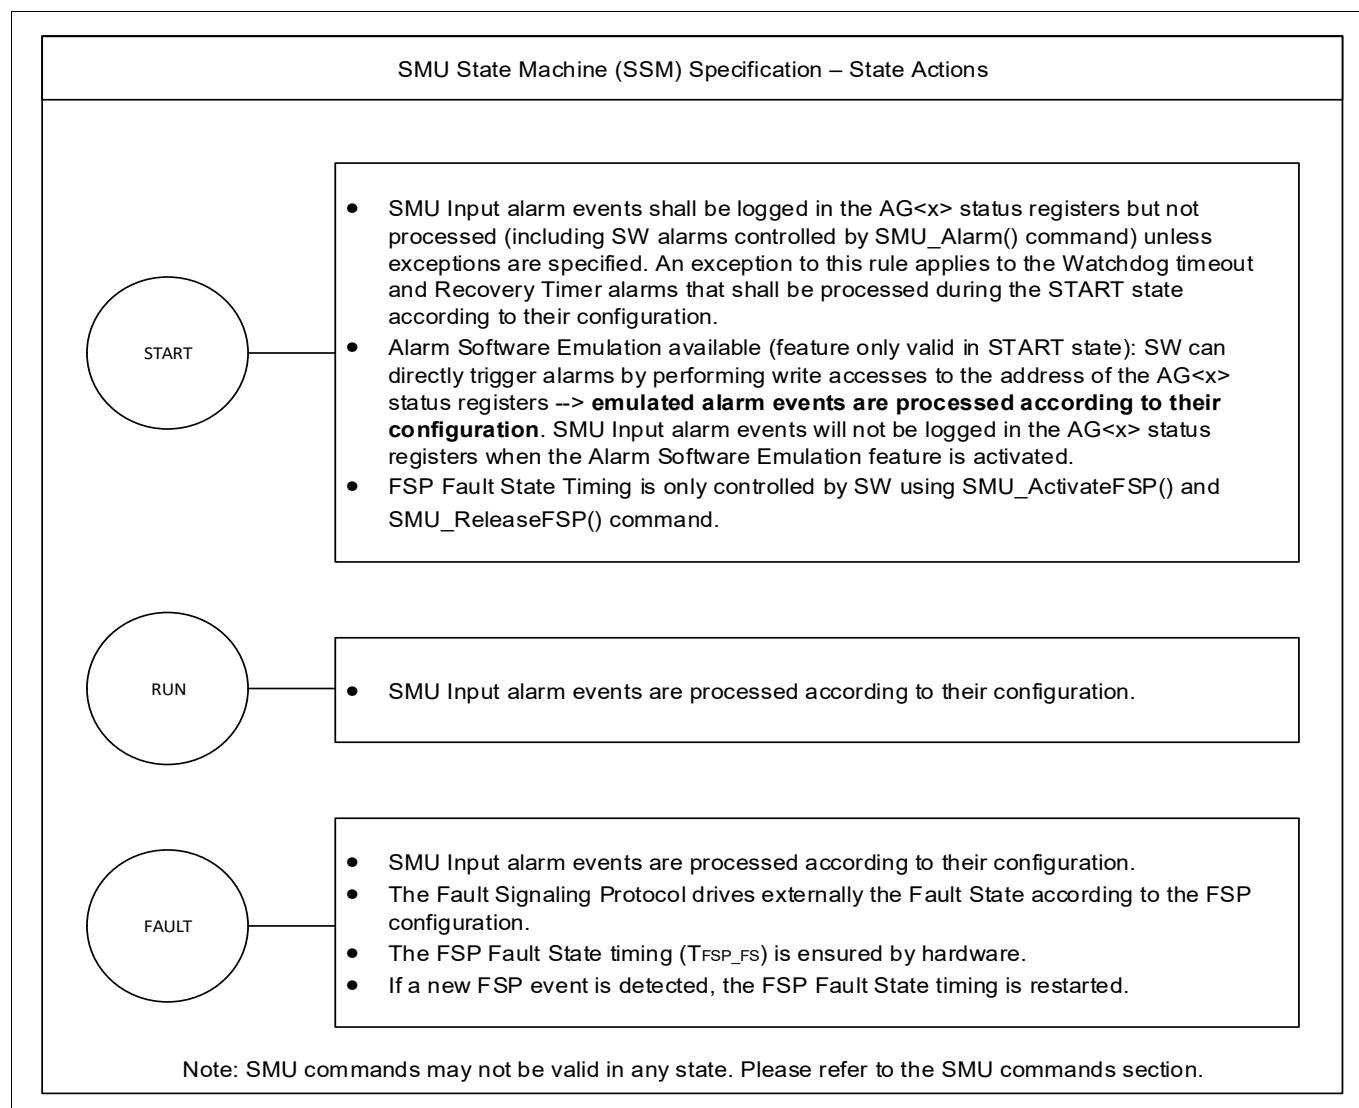 SMU State Machine (SSM) Specification – State Actions
START
● SMU Input alarm events shall be logged in the AG<x> status registers but not
processed (including SW alarms controlled by SMU_Alarm() command) unless
exceptions are specified. An exception to this rule applies to the Watchdog timeout
and Recovery Timer alarms that shall be processed during the START state
according to their configuration.
● Alarm Software Emulation available (feature only valid in START state): SW can
directly trigger alarms by performing write accesses to the address of the AG<x>
status registers --> emulated alarm events are processed according to their
configuration. SMU Input alarm events will not be logged in the AG<x> status
registers when the Alarm Software Emulation feature is activated.
● FSP Fault State Timing is only controlled by SW using SMU_ActivateFSP() and
SMU_ReleaseFSP() command.
RUN
● SMU Input alarm events are processed according to their configuration.
FAULT
● SMU Input alarm events are processed according to their configuration.
● The Fault Signaling Protocol drives externally the Fault State according to the FSP
configuration.
● The FSP Fault State timing (TFSP_FS) is ensured by hardware.
● If a new FSP event is detected, the FSP Fault State timing is restarted.
Note: SMU commands may not be valid in any state. Please refer to the SMU commands section.